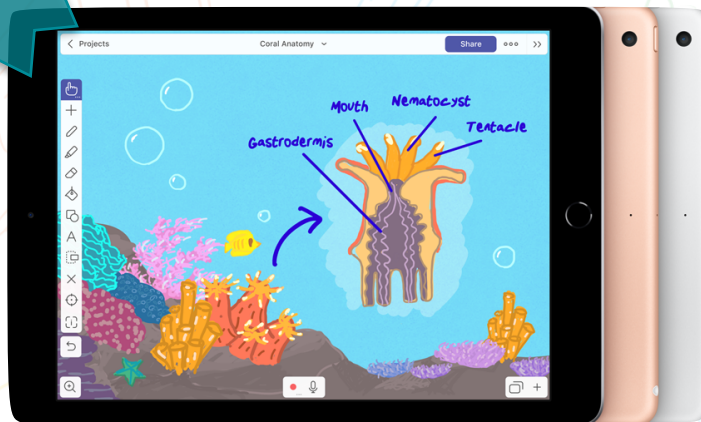 Projects
Coral Anatomy
Share
Mouth
Nematocyst
Tentacle
Gastrodermis
A